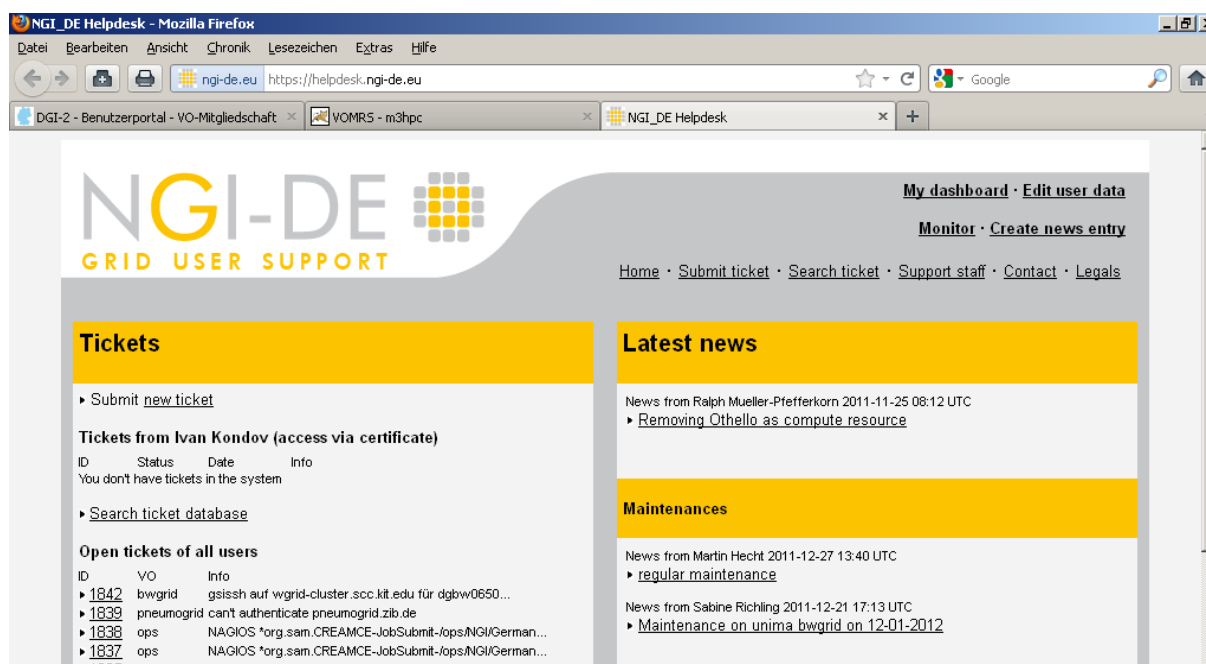 NGI_DE Helpdesk - Mozilla Firefox
Datei Bearbeiten Ansicht Chronik Lesezeichen Extras Hilfe
ngi-de.eu https://helpdesk.ngi-de.eu Google
DGI-2 - Benutzerportal - VO-Mitgliedschaft VOMRS - m3hpc NGI_DE Helpdesk
NGI-DE
GRID USER SUPPORT
My dashboard · Edit user data
Monitor · Create news entry
Home · Submit ticket · Search ticket · Support staff · Contact · Legals
Tickets
Submit new ticket
Tickets from Ivan Kondov (access via certificate)
ID Status Date Info
You don't have tickets in the system
Search ticket database
Open tickets of all users
ID VO Info
1842 bwgrid gsissh auf wgrid-cluster.scc.kit.edu für dgbw0650...
1839 pneumogrid can't authenticate pneumogrid.zib.de
1838 ops NAGIOS *org.sam.CREAMCE-JobSubmit-/ops/NGI/German...
1837 ops NAGIOS *org.sam.CREAMCE-JobSubmit-/ops/NGI/German...
Latest news
News from Ralph Mueller-Pfefferkorn 2011-11-25 08:12 UTC
Removing Othello as compute resource
Maintenances
News from Martin Hecht 2011-12-27 13:40 UTC
regular maintenance
News from Sabine Richling 2011-12-21 17:13 UTC
Maintenance on unima bwgrid on 12-01-2012